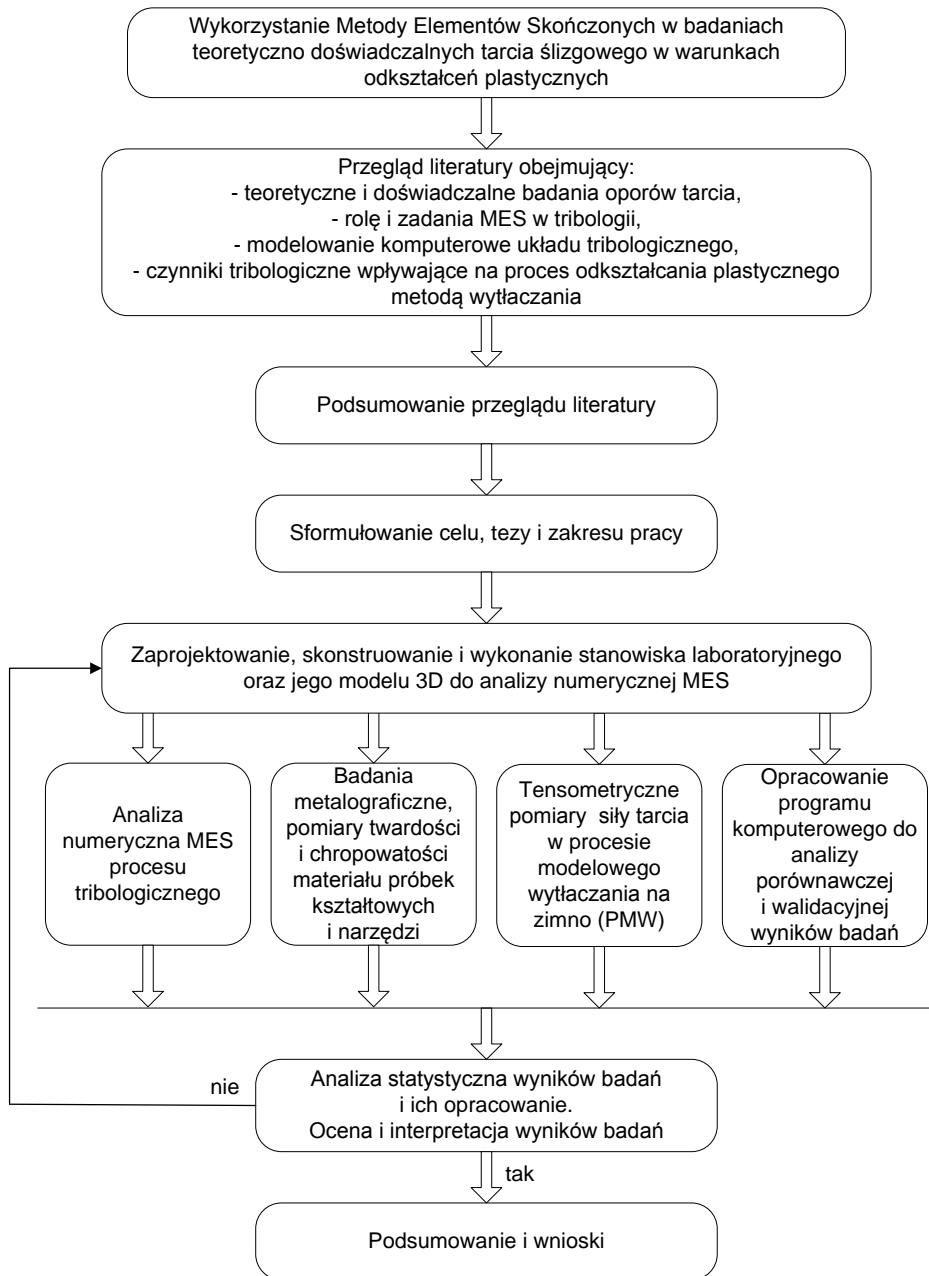 Wykorzystanie Metody Elementów Skończonych w badaniach
teoretyczno doświadczalnych tarcia ślizgowego w warunkach
odkształceń plastycznych
Przegląd literatury obejmujący:
- teoretyczne i doświadczalne badania oporów tarcia,
- rolę i zadania MES w tribologii,
- modelowanie komputerowe układu tribologicznego,
- czynniki tribologiczne wpływające na proces odkształcania plastycznego
metodą wytłaczania
Podsumowanie przeglądu literatury
Sformułowanie celu, tezy i zakresu pracy
Zaprojektowanie, skonstruowanie i wykonanie stanowiska laboratoryjnego
oraz jego modelu 3D do analizy numerycznej MES
Analiza
numeryczna MES
procesu
tribologicznego
Badania
metalograficzne,
pomiary twardości
i chropowatości
materiału próbek
kształtowych
i narzędzi
Tensometryczne
pomiary siły tarcia
w procesie
modelowego
wytłaczania na
zimno (PMW)
Opracowanie
programu
komputerowego do
analizy
porównawczej
i walidacyjnej
wyników badań
nie
Analiza statystyczna wyników badań
i ich opracowanie.
Ocena i interpretacja wyników badań
tak
Podsumowanie i wnioski